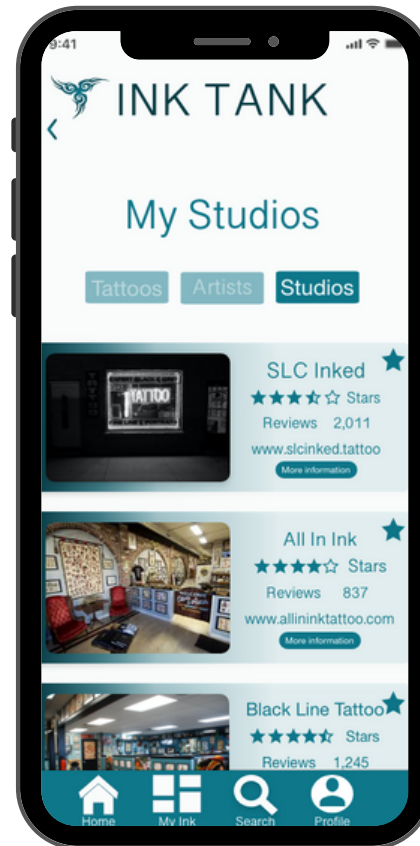 9:41
INK TANK
My Studios
Tattoos Artists Studios
TATTOO
SLC Inked
Stars
Reviews 2,011
www.slcinked.tattoo
More information
All In Ink
Stars
Reviews 837
www.allininktattoo.com
More information
Black Line Tattoo
Stars
Reviews 1,245
Home My Ink Search Profile